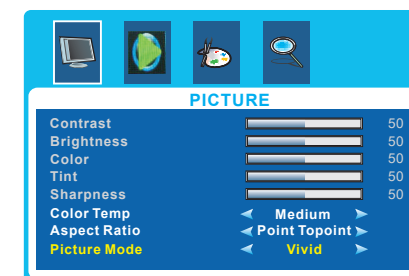 PICTURE
Contrast 50
Brightness 50
Color 50
Tint 50
Sharpness 50
Color Temp Medium
Aspect Ratio Point Topoint
Picture Mode Vivid